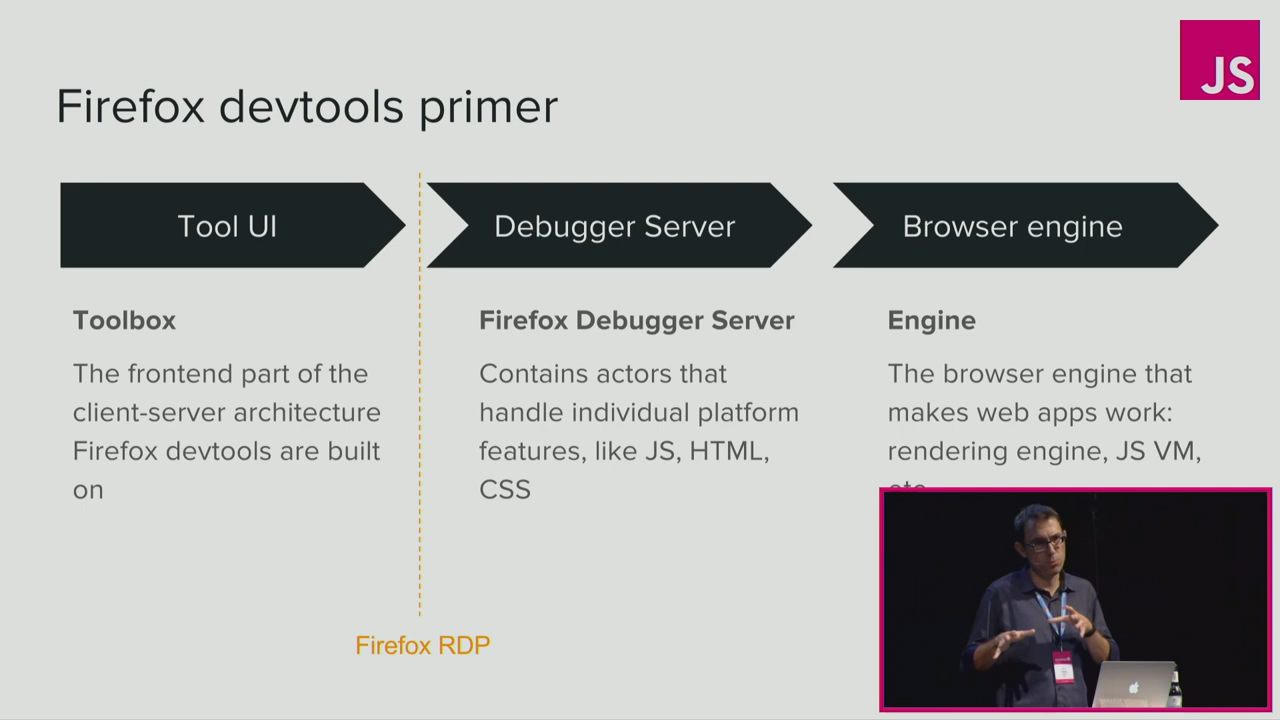 JS
Firefox devtools primer
Tool UI
Debugger Server
Browser engine
Toolbox
The frontend part of the
client-server architecture
Firefox devtools are built
on
Firefox Debugger Server
Contains actors that
handle individual platform
features, like JS, HTML,
CSS
Engine
The browser engine that
makes web apps work:
rendering engine, JS VM,
Firefox RDP